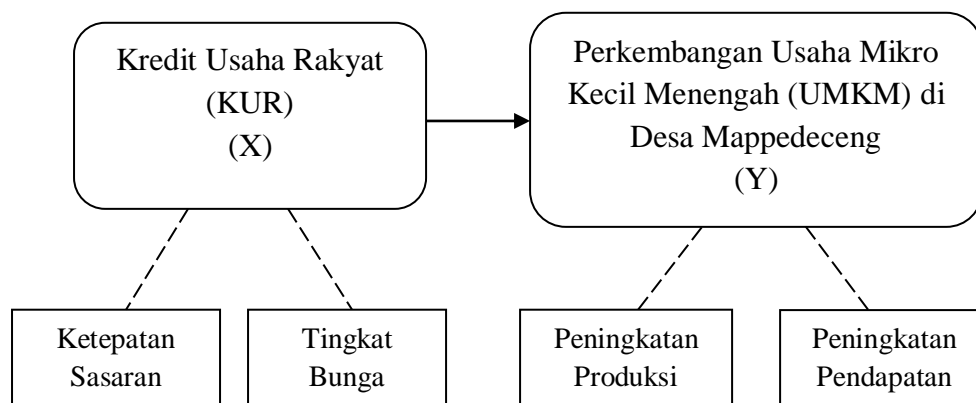 Kredit Usaha Rakyat
(KUR)
(X)
Perkembangan Usaha Mikro
Kecil Menengah (UMKM) di
Desa Mappedeceng
(Y)
Ketepatan
Sasaran
Tingkat
Bunga
Peningkatan
Produksi
Peningkatan
Pendapatan